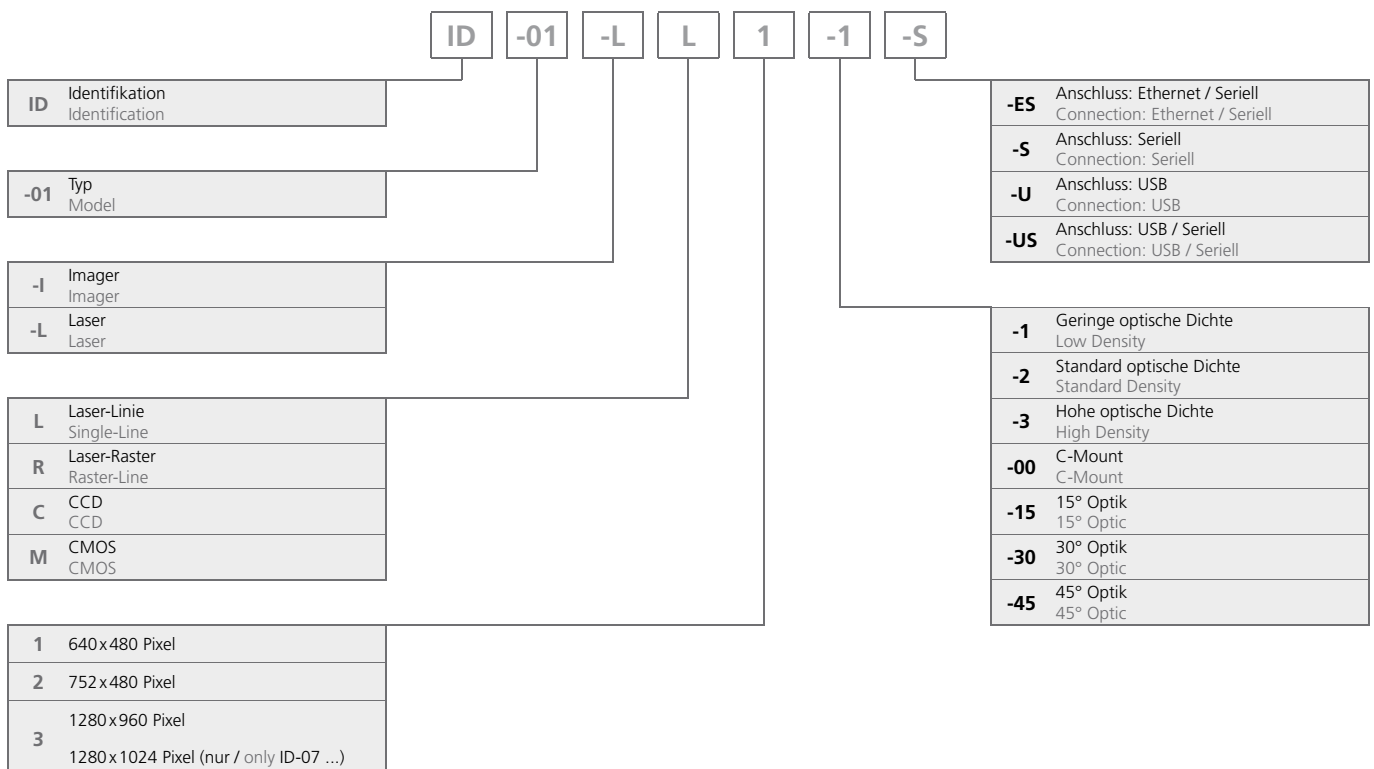 ID -01 -L L 1 -1 -S
ID
Identifikation
Identification
-01
Typ
Model
-I
Imager
Imager
-L
Laser
Laser
L
Laser-Linie
Single-Line
R
Laser-Raster
Raster-Line
C
CCD
CCD
M
CMOS
CMOS
1 640 x 480 Pixel
2 752 x 480 Pixel
3
1280 x 960 Pixel
1280 x 1024 Pixel (nur / only ID-07 ...)
-ES
Anschluss: Ethernet / Seriell
Connection: Ethernet / Seriell
-S
Anschluss: Seriell
Connection: Seriell
-U
Anschluss: USB
Connection: USB
-US
Anschluss: USB / Seriell
Connection: USB / Seriell
-1
Geringe optische Dichte
Low Density
-2
Standard optische Dichte
Standard Density
-3
Hohe optische Dichte
High Density
-00
C-Mount
C-Mount
-15
15° Optik
15° Optic
-30
30° Optik
30° Optic
-45
45° Optik
45° Optic